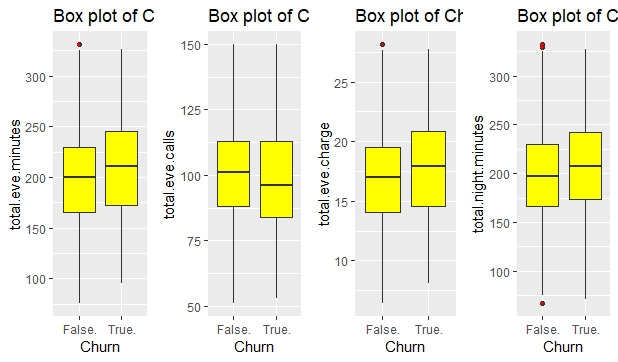 Box plot of C
total.eve.minutes
300
250
200
150
100
False.
True.
Churn
Box plot of C
total.eve.calls
150
125
100
75
50
False.
True.
Churn
Box plot of Ch
total.eve.charge
25
20
15
10
False.
True.
Churn
Box plot of C
total.night.minutes
300
250
200
150
100
False.
True.
Churn